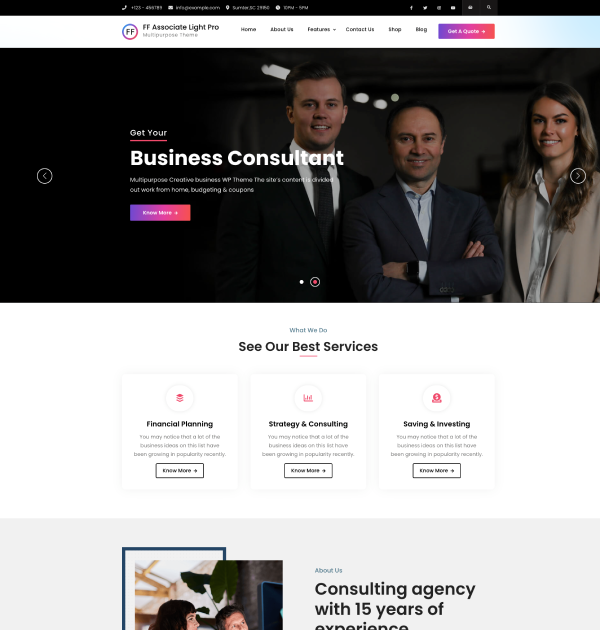 +123 - 456789 info@example.com Sumter,SC 29150 10PM - 5PM
FF FF Associate Light Pro
Multipurpose Theme
Home About Us Features Contact Us Shop Blog Get A Quote →
Get Your
Business Consultant
Multipurpose Creative business WP Theme The site's content is divided
out work from home, budgeting & coupons
Know More →
What We Do
See Our Best Services
Financial Planning
You may notice that a lot of the
business ideas on this list have
been growing in popularity recently.
Know More →
Strategy & Consulting
You may notice that a lot of the
business ideas on this list have
been growing in popularity recently.
Know More →
Saving & Investing
You may notice that a lot of the
business ideas on this list have
been growing in popularity recently.
Know More →
About Us
Consulting agency
with 15 years of
experience